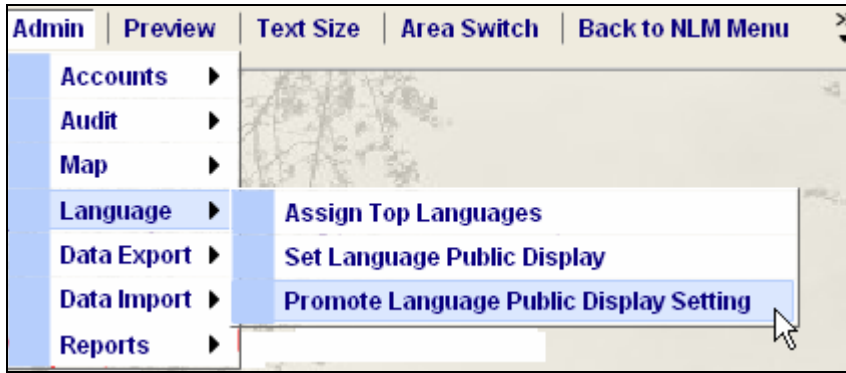 Admin | Preview | Text Size | Area Switch | Back to NLM Menu »
Accounts
Audit
Map
Language
Assign Top Languages
Data Export
Set Language Public Display
Data Import
Promote Language Public Display Setting
Reports